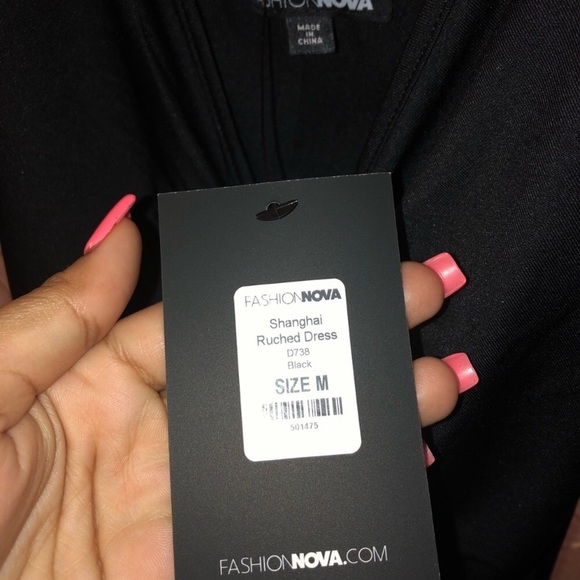 FASHIONNOVA
MADE
IN
CHINA
FASHIONNOVA
Shanghai
Ruched Dress
D738
Black
SIZE M
501475
FASHIONNOVA.COM